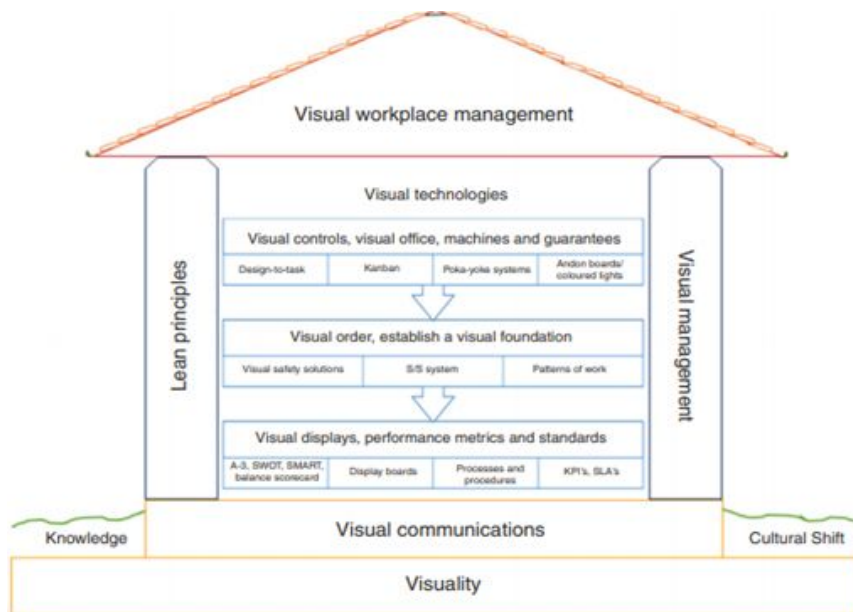 Visual workplace management
Visual technologies
Lean principles
Visual management
Visual controls, visual office, machines and guarantees
Design-to-task
Kanban
Poka-yoke systems
Andon boards/
coloured lights
Visual order, establish a visual foundation
Visual safety solutions
S/S system
Patterns of work
Visual displays, performance metrics and standards
A-3, SWOT, SMART,
balance scorecard
Display boards
Processes and
procedures
KPI's, SLA's
Visual communications
Knowledge
Cultural Shift
Visuality